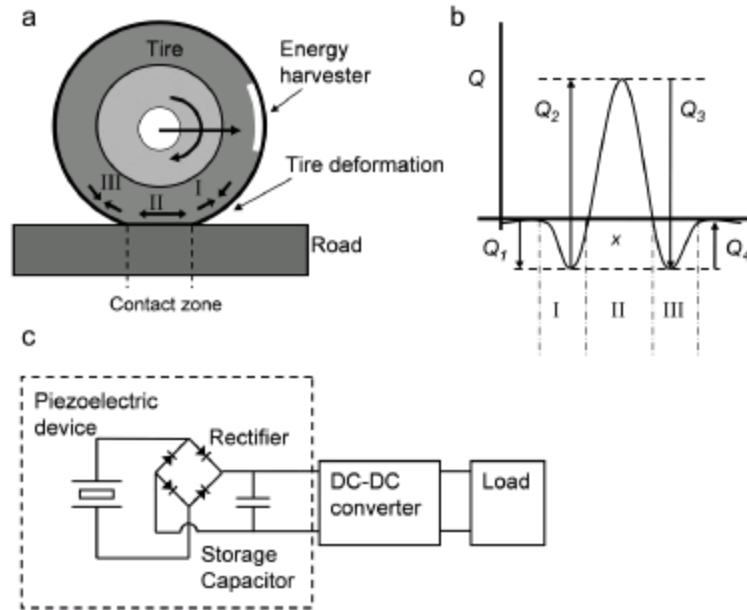 a
Tire
Energy
harvester
Tire deformation
III
I
II
Road
Contact zone
b
Q
Q2
Q3
Q1
x
Q4
I
II
III
c
Piezoelectric
device
Rectifier
Storage
Capacitor
DC-DC
converter
Load